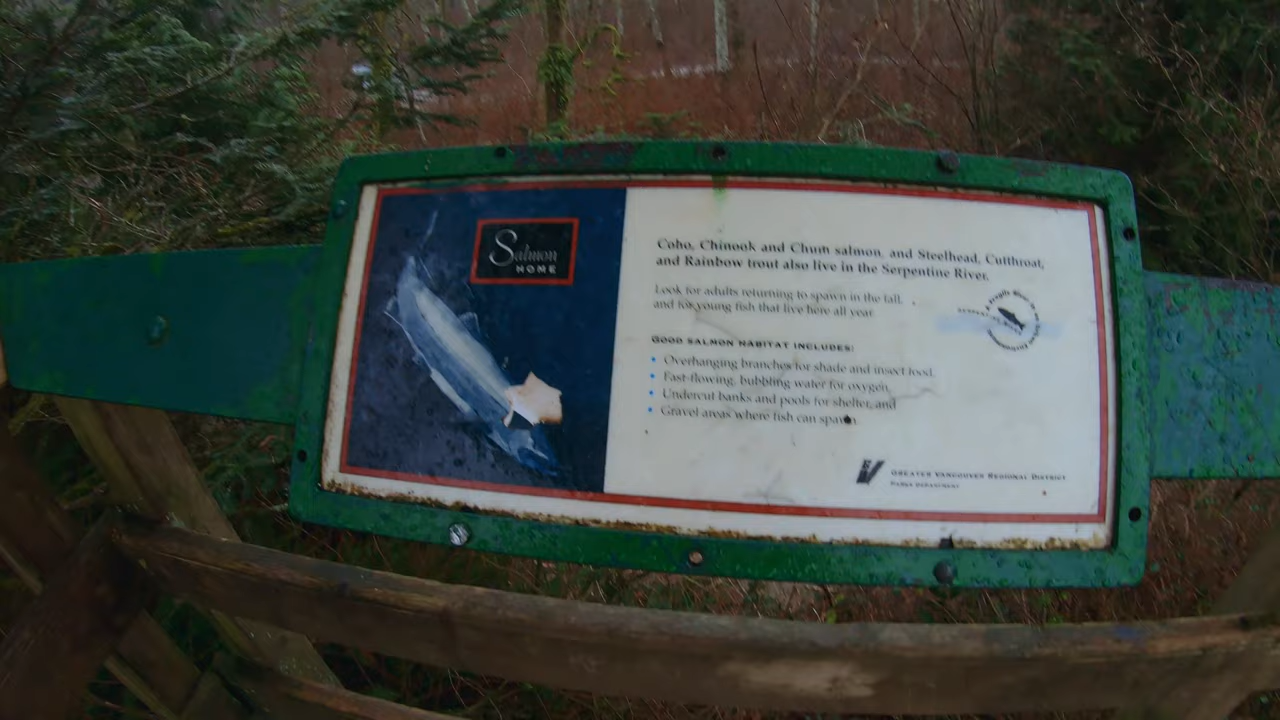 Salmon
HOME
Coho, Chinook and Chum salmon, and Steelhead, Cutthroat,
and Rainbow trout also live in the Serpentine River.
Look for adults returning to spawn in the fall.
and for young fish that live here all year
GOOD SALMON HABITAT INCLUDES:
• Overhanging branches for shade and insect food.
• Fast-flowing, bubbling water for oxygen,
• Undercut banks and pools for shelter, and
• Gravel areas where fish can spawn.
GREATER VANCOUVER REGIONAL DISTRICT
PARKS DEPARTMENT